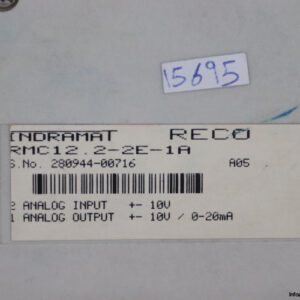 15695
INDRAMAT RECO
RMC12.2-2E-1A
S.No. 280944-00716 A05
2 ANALOG INPUT +- 10V
1 ANALOG OUTPUT +- 10V / 0-20mA